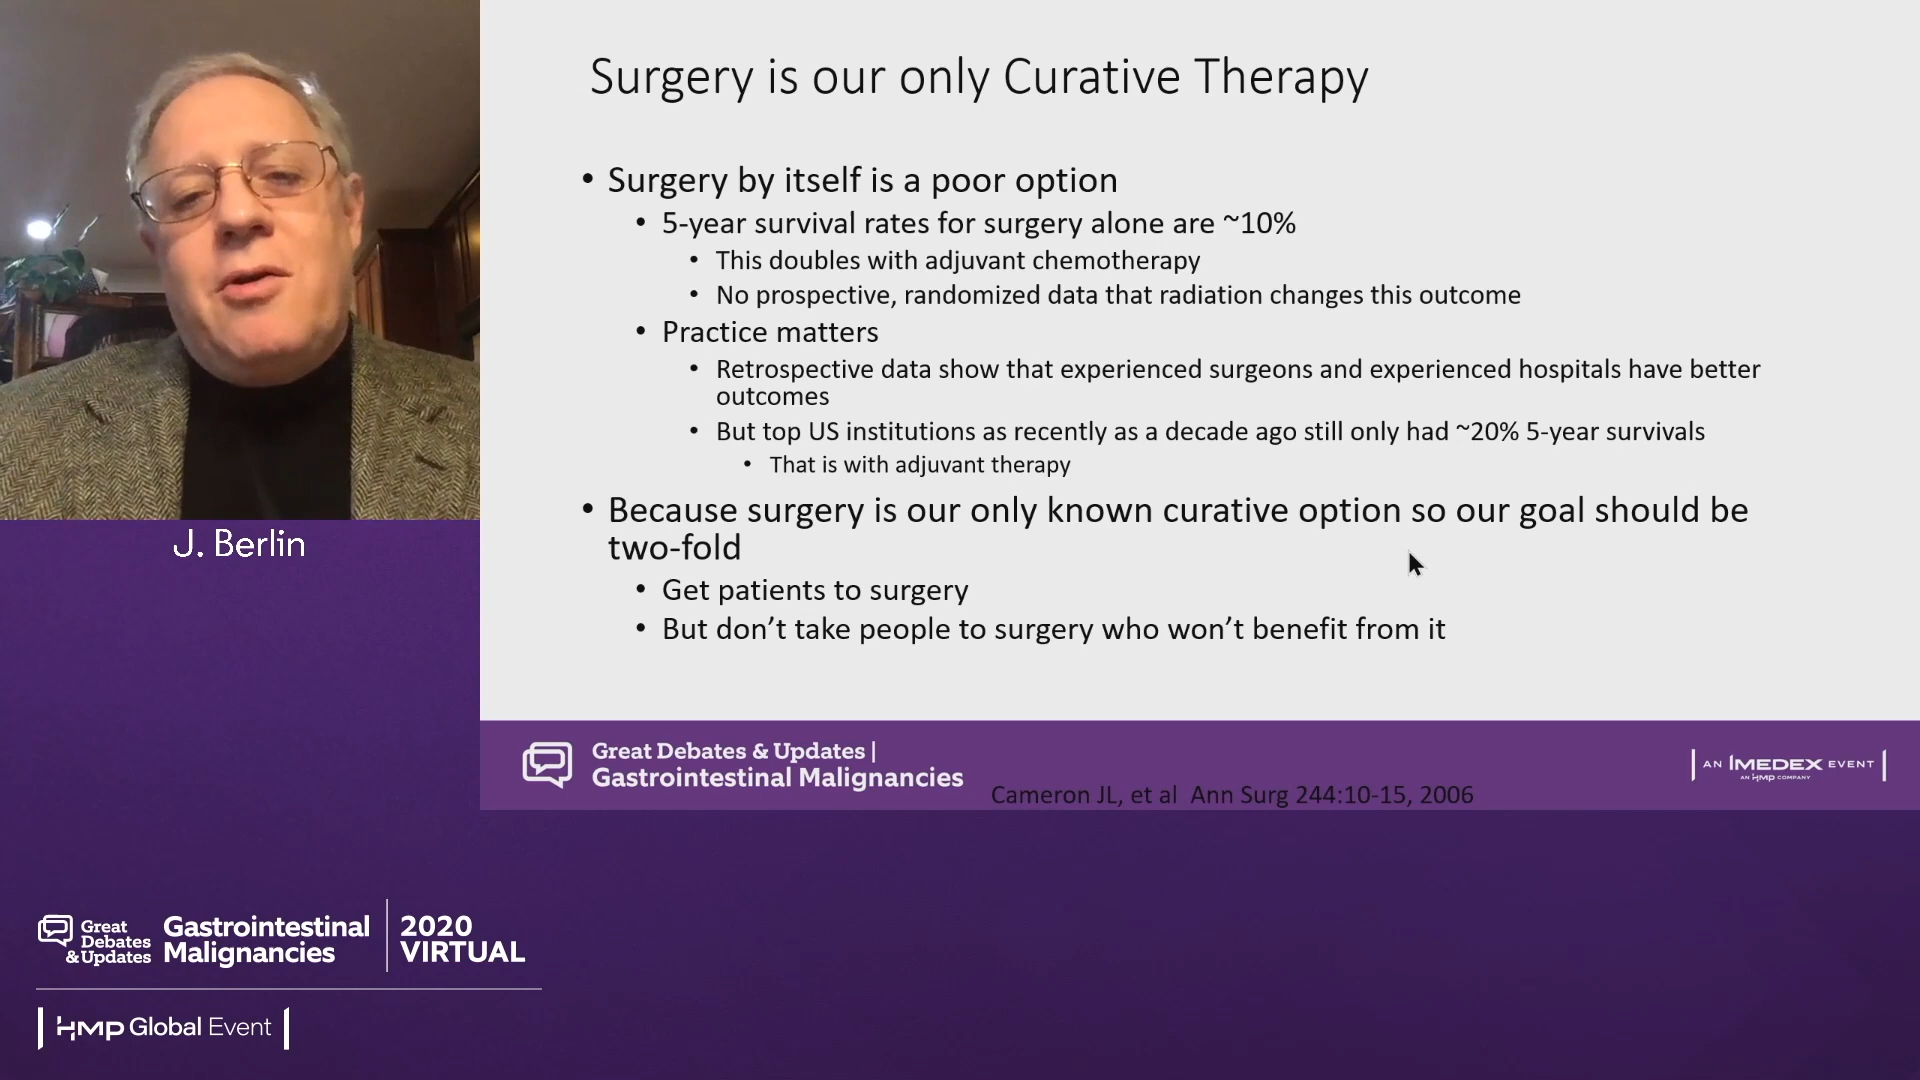 Surgery is our only Curative Therapy
• Surgery by itself is a poor option
• 5-year survival rates for surgery alone are ~10%
• This doubles with adjuvant chemotherapy
• No prospective, randomized data that radiation changes this outcome
• Practice matters
• Retrospective data show that experienced surgeons and experienced hospitals have better
outcomes
• But top US institutions as recently as a decade ago still only had ~20% 5-year survivals
• That is with adjuvant therapy
• Because surgery is our only known curative option so our goal should be
two-fold
• Get patients to surgery
• But don’t take people to surgery who won’t benefit from it
J. Berlin
Great Debates & Updates |
Gastrointestinal Malignancies
Cameron JL, et al Ann Surg 244:10-15, 2006
AN IMEDEX EVENT
AN HMP COMPANY
Great
Debates
& Updates
Gastrointestinal
Malignancies
2020
VIRTUAL
HMP Global Event